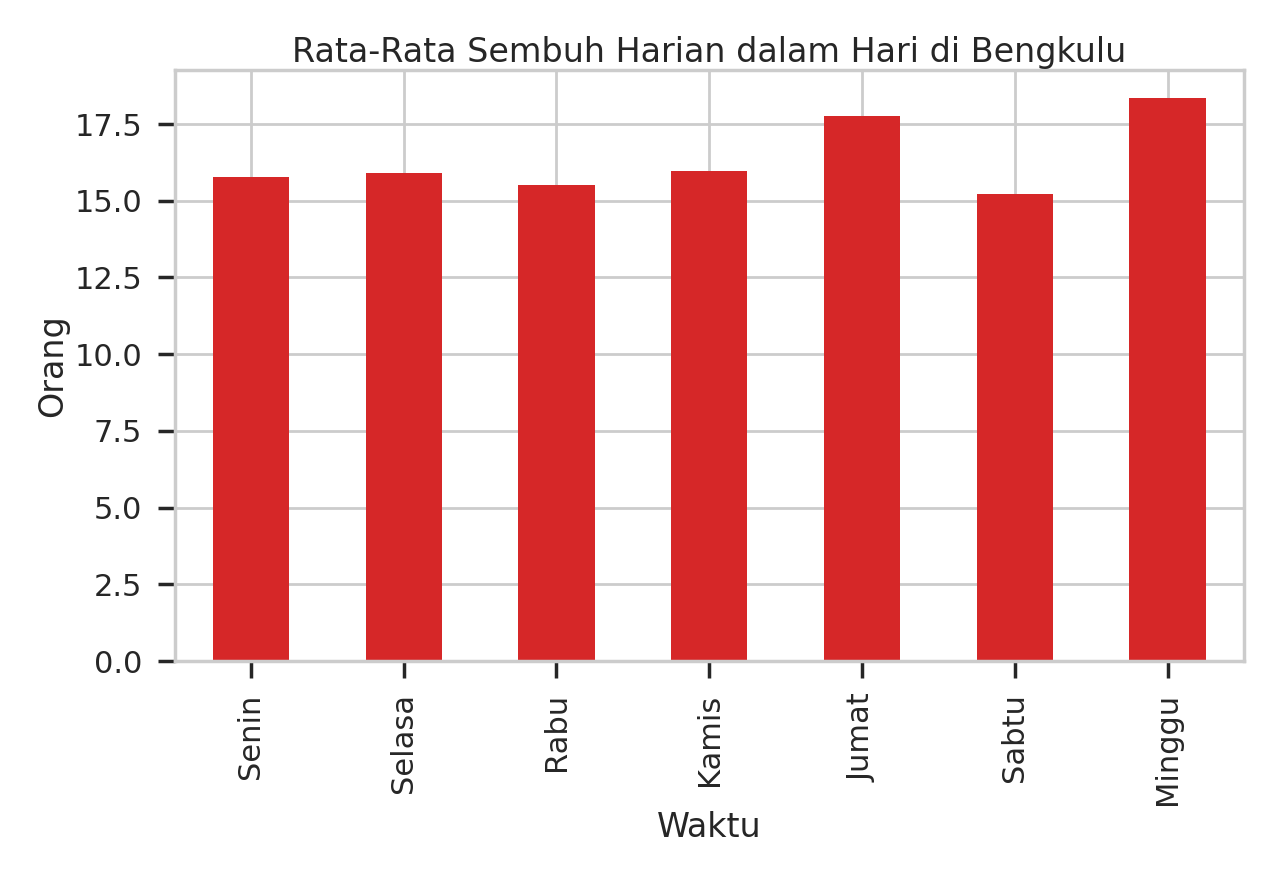 Rata-Rata Sembuh Harian dalam Hari di Bengkulu
Orang
17.5
15.0
12.5
10.0
7.5
5.0
2.5
0.0
Senin
Selasa
Rabu
Kamis
Jumat
Sabtu
Minggu
Waktu